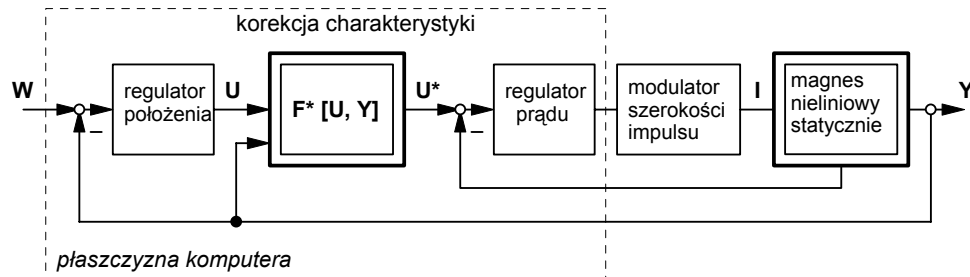 korekcja charakterystyki
W
regulator
położenia
–
U
F* [U, Y]
U*
–
regulator
prądu
modulator
szerokości
impulsu
I
magnes
nieliniowy
statycznie
Y
płaszczyzna komputera